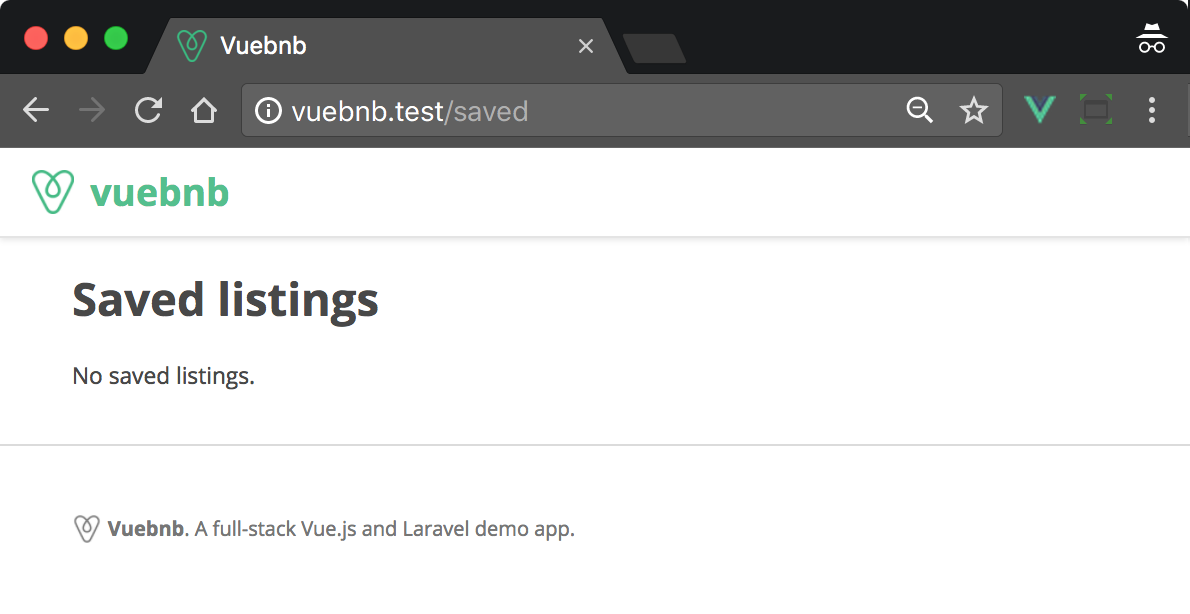 Vuebnb
vuebnb.test/saved
vuebnb
Saved listings
No saved listings.
Vuebnb. A full-stack Vue.js and Laravel demo app.